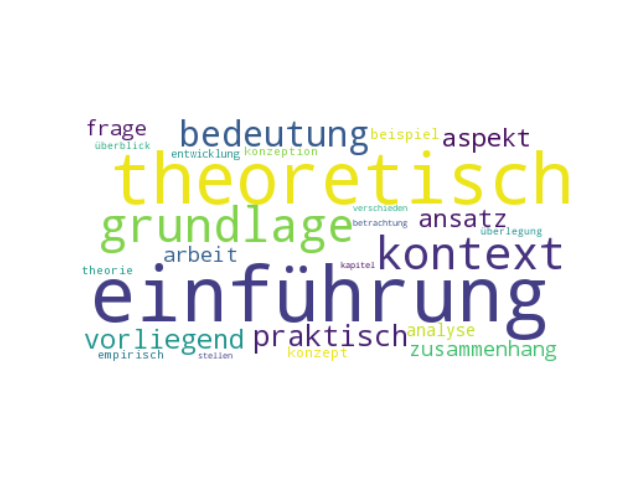 frage bedeutung beispiel aspekt
überblick entwicklung konzeption
theoretisch
grundlage verschieden ansatz
betrachtung überlegung
arbeit kontext
theorie kapitel
einführung
vorliegend praktisch analyse
empirisch stellen konzept zusammenhang